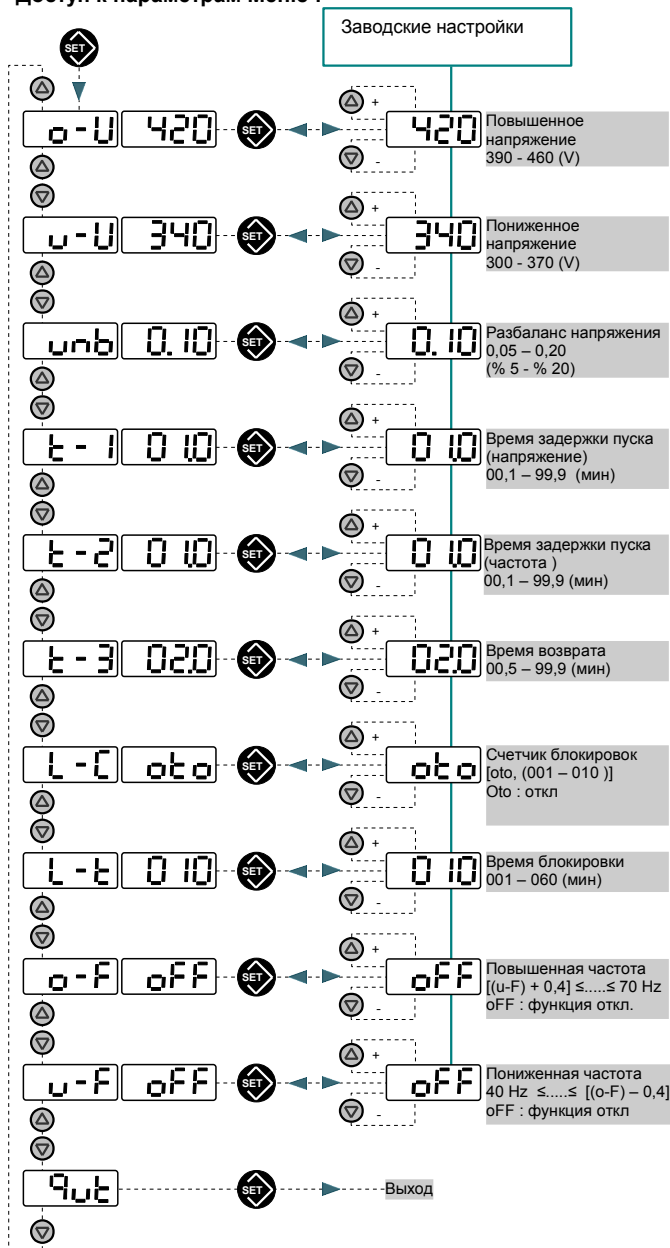 Доступ к параметрам Меню :
Заводские настройки
SET
o-U 420 SET + - 420
Повышенное
напряжение
390 - 460 (V)
u-U 340 SET + - 340
Пониженное
напряжение
300 - 370 (V)
unb 0.10 SET + - 0.10
Разбаланс напряжения
0,05 – 0,20
(% 5 - % 20)
t-1 01.0 SET + - 01.0
Время задержки пуска
(напряжение)
00,1 – 99,9 (мин)
t-2 01.0 SET + - 01.0
Время задержки пуска
(частота )
00,1 – 99,9 (мин)
t-3 02.0 SET + - 02.0
Время возврата
00,5 – 99,9 (мин)
L-C oto SET + - oto
Счетчик блокировок
[oto, (001 – 010 )]
Oto : откл
L-t 010 SET + - 010
Время блокировки
001 – 060 (мин)
o-F oFF SET + - oFF
Повышенная частота
[(u-F) + 0,4] ≤.....≤ 70 Hz
oFF : функция откл.
u-F oFF SET + - oFF
Пониженная частота
40 Hz ≤.....≤ [(o-F) – 0,4]
oFF : функция откл
qut SET Выход